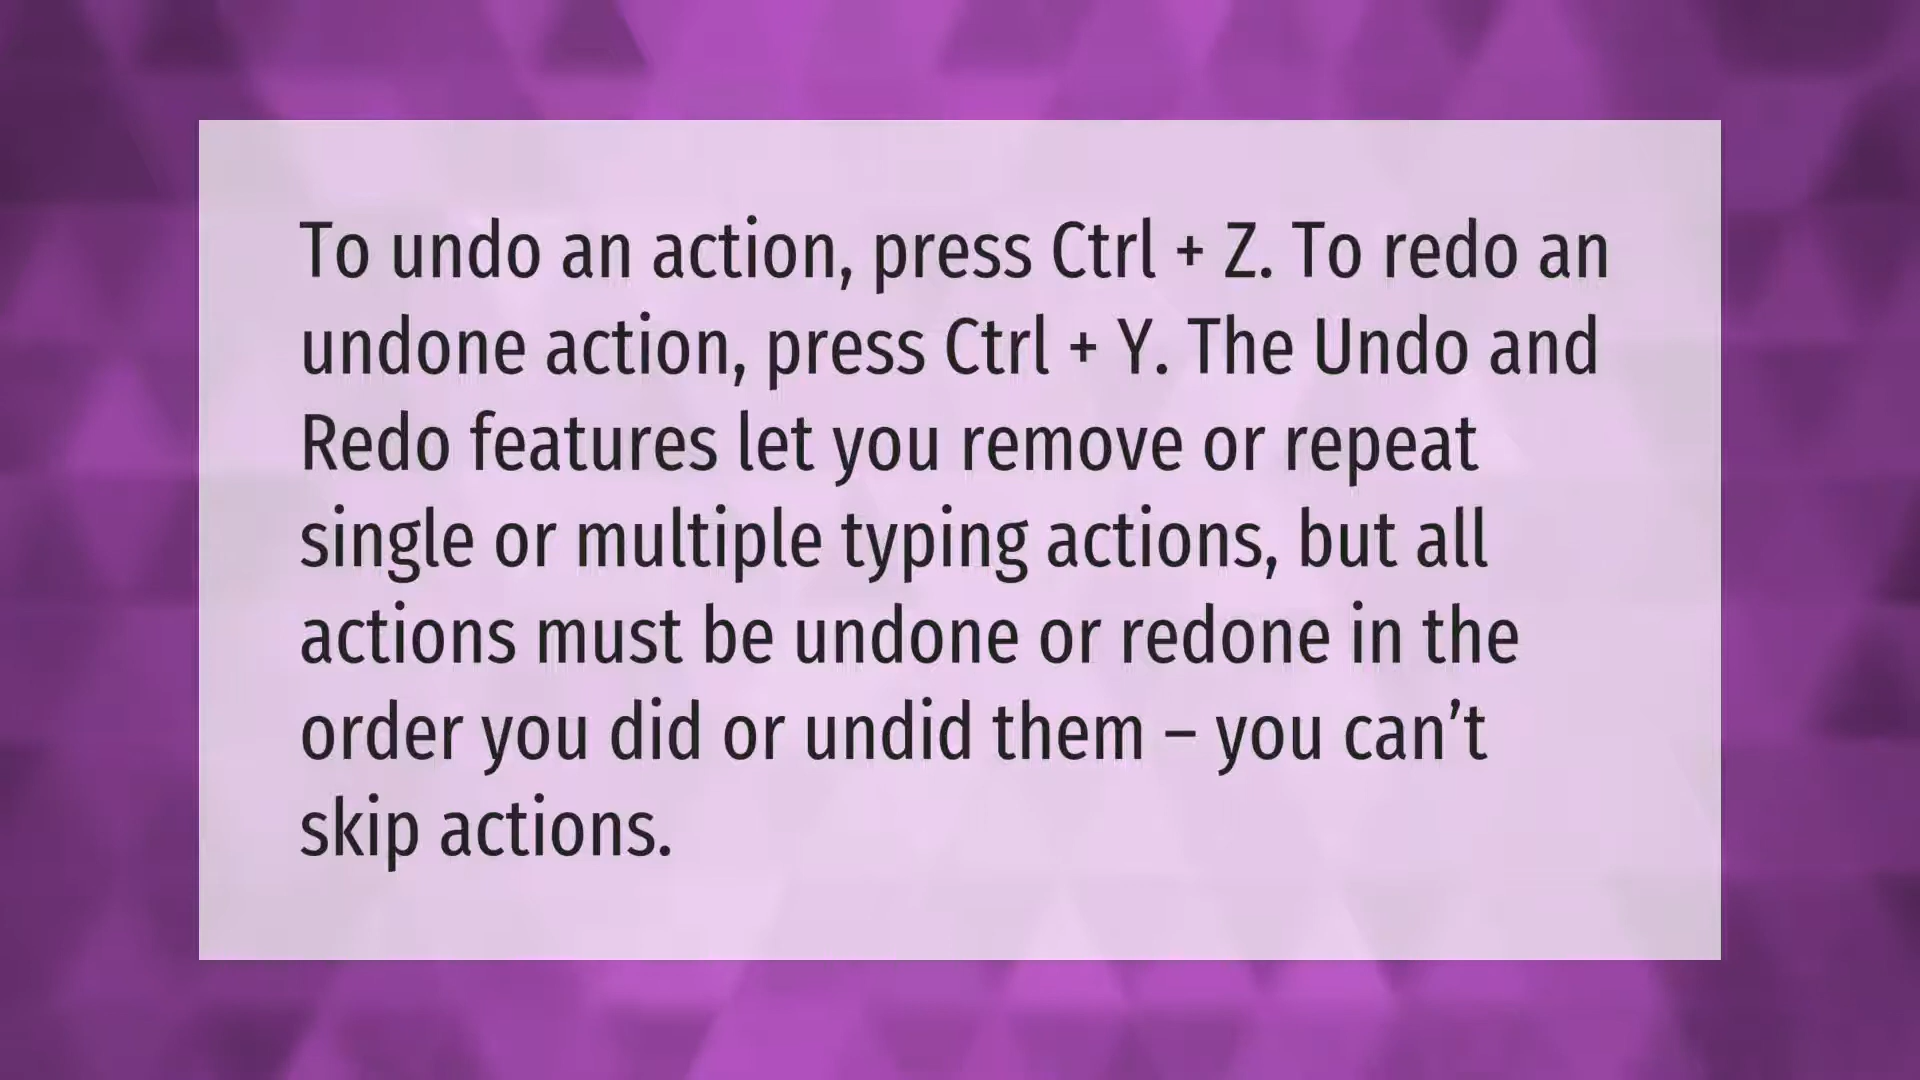 To undo an action, press Ctrl + Z. To redo an
undone action, press Ctrl + Y. The Undo and
Redo features let you remove or repeat
single or multiple typing actions, but all
actions must be undone or redone in the
order you did or undid them – you can’t
skip actions.